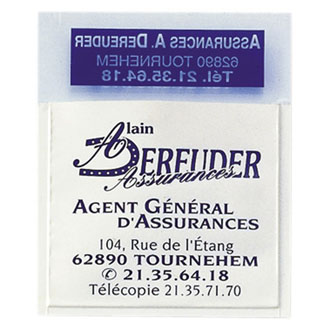 ASSURANCES A. DEREUDER
62890 TOURNEHEM
Tél. 21.35.64.18
Alain
DEREUDER
Assurances
AGENT GÉNÉRAL
D'ASSURANCES
104, Rue de l'Étang
62890 TOURNEHEM
✆ 21.35.64.18
Télécopie 21.35.71.70